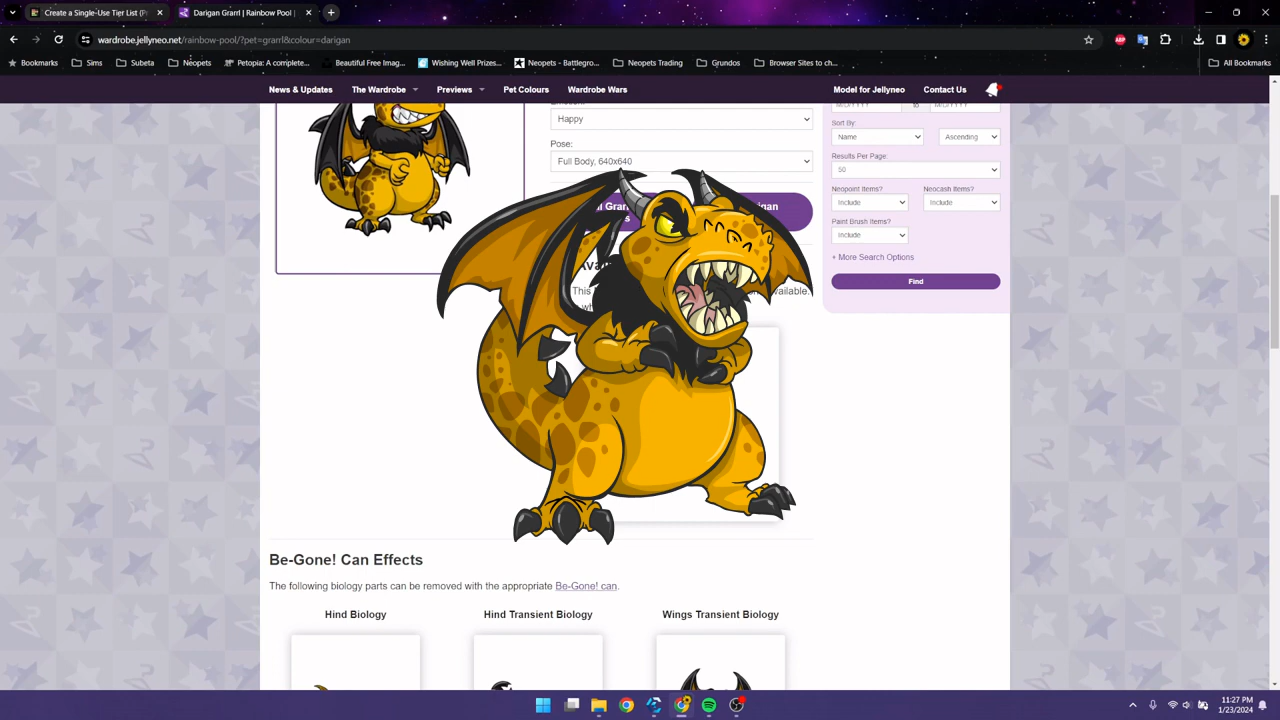 Create a Single-Use Tier List (P
Darigan Grarrl | Rainbow Pool |
wardrobe.jellyneo.net/rainbow-pool/?pet=grarrl&colour=darigan
Bookmarks
Sims
Subeta
Neopets
Petopia: A complete...
Beautiful Free Imag...
Wishing Well Prizes...
Neopets - Battlegro...
Neopets Trading
Grundos
Browser Sites to ch...
All Bookmarks
News & Updates
The Wardrobe
Previews
Pet Colours
Wardrobe Wars
Model for Jellyneo
Contact Us
to
Happy
Sort By:
Name
Ascending
Pose:
Full Body, 640x640
Results Per Page:
50
Neopoint Items?
Neocash Items?
Include
Include
Paint Brush Items?
Include
+ More Search Options
Find
This
Be-Gone! Can Effects
The following biology parts can be removed with the appropriate Be-Gone! can.
Hind Biology
Hind Transient Biology
Wings Transient Biology
11:27 PM
1/23/2024